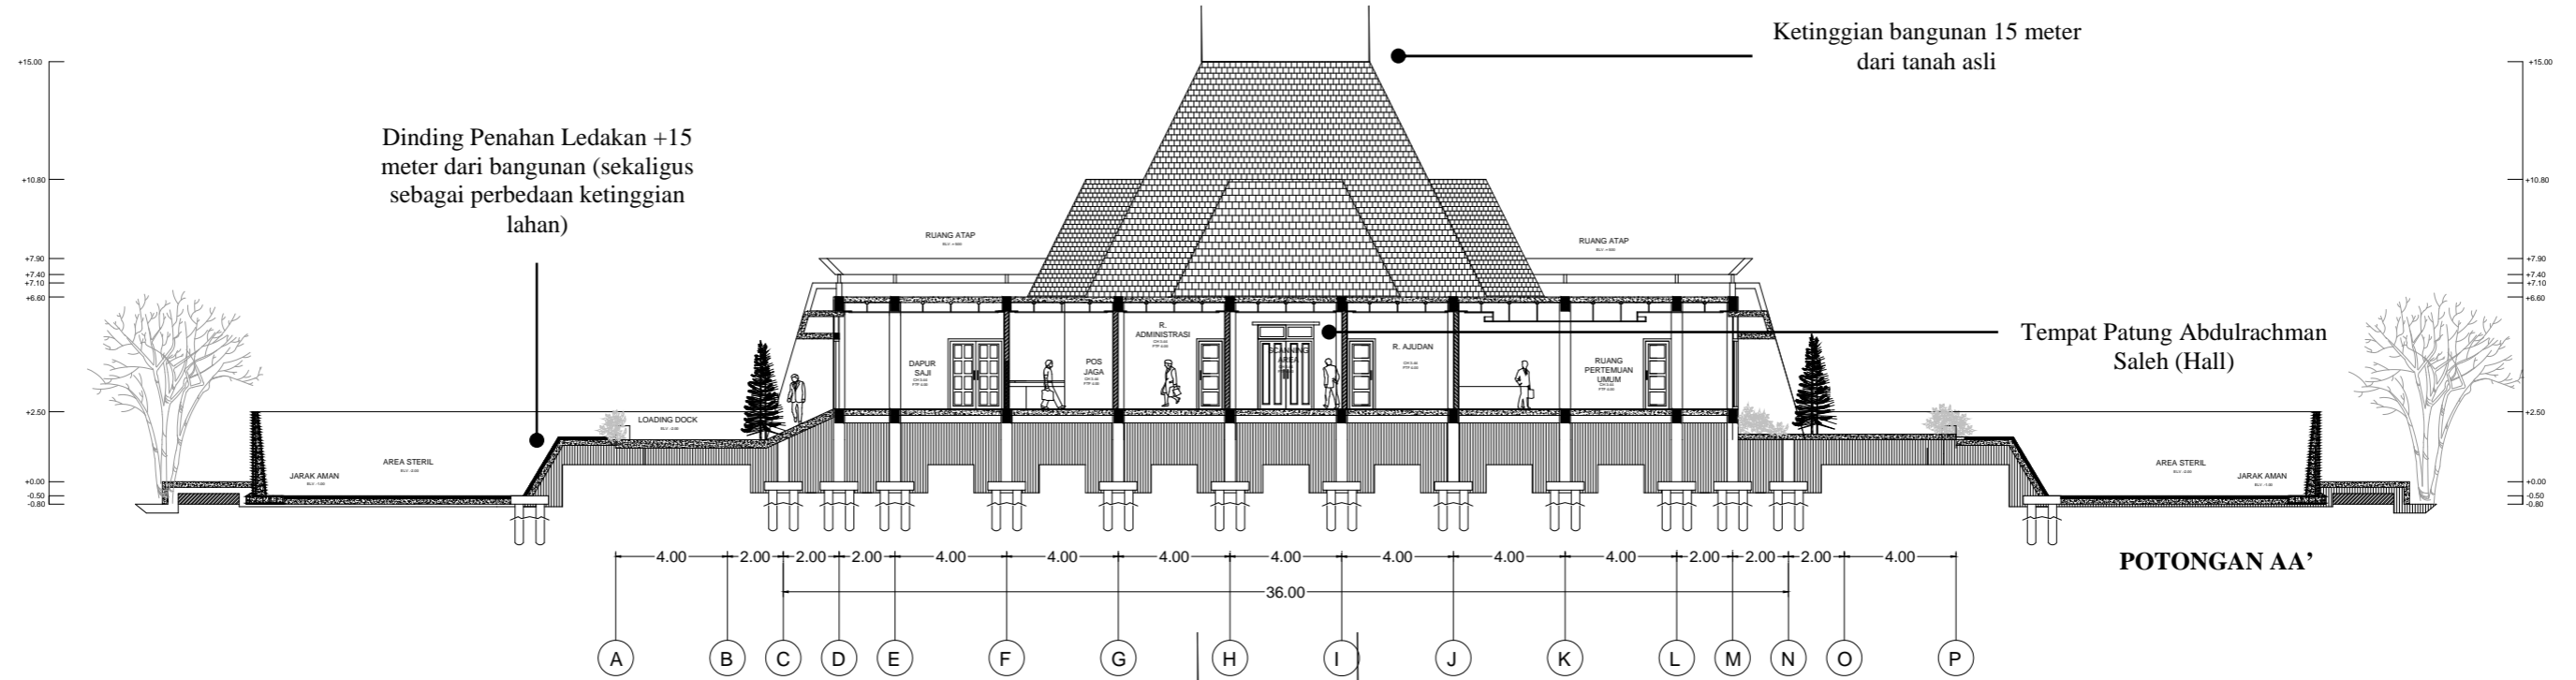 Ketinggian bangunan 15 meter
dari tanah asli
+15.00
+15.00
Dinding Penahan Ledakan +15
meter dari bangunan (sekaligus
sebagai perbedaan ketinggian
lahan)
+10.80
+10.80
RUANG ATAP
RUANG ATAP
+7.90
+7.40
+7.10
+6.60
+7.90
+7.40
+7.10
+6.60
Tempat Patung Abdulrachman
Saleh (Hall)
DAPUR
SAJI
POS
JAGA
R.
ADMINISTRASI
SCANNING
AREA
R. AJUDAN
RUANG
PERTEMUAN
UMUM
+2.50
+2.50
LOADING DOCK
AREA STERIL
JARAK AMAN
AREA STERIL
JARAK AMAN
+0.00
-0.50
-0.80
+0.00
-0.50
-0.80
4.00 2.00 2.00 2.00 4.00 4.00 4.00 4.00 4.00 4.00 4.00 2.00 2.00 2.00 4.00
POTONGAN AA’
36.00
A B C D E F G H I J K L M N O P